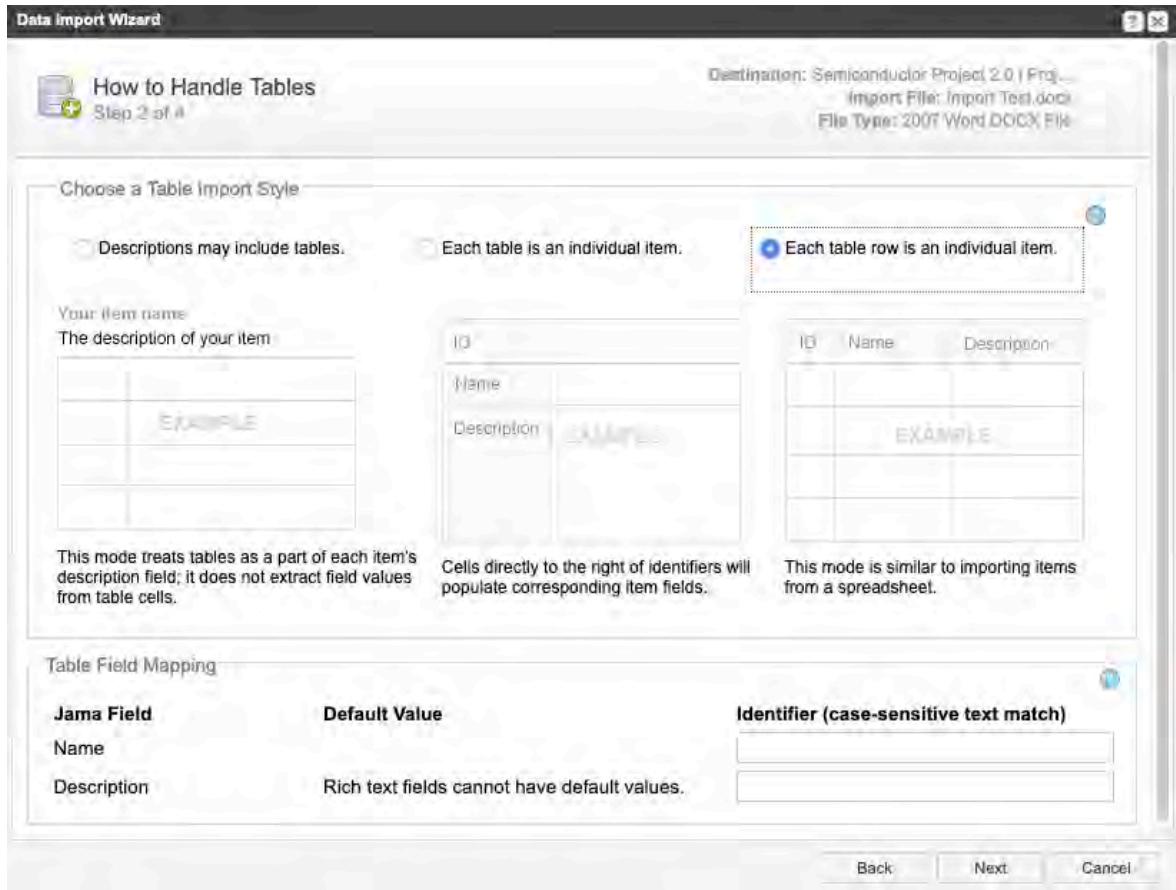 Data Import Wizard
How to Handle Tables
Step 2 of 4
Destination: Semiconductor Project 2.0 | Proj...
Import File: Import Test.docx
File Type: 2007 Word DOCX File
Choose a Table Import Style
Descriptions may include tables.
Each table is an individual item.
Each table row is an individual item.
Your item name
The description of your item
EXAMPLE
This mode treats tables as a part of each item's
description field; it does not extract field values
from table cells.
ID
Name
Description
EXAMPLE
Cells directly to the right of identifiers will
populate corresponding item fields.
ID Name Description
EXAMPLE
This mode is similar to importing items
from a spreadsheet.
Table Field Mapping
Jama Field Default Value Identifier (case-sensitive text match)
Name
Description Rich text fields cannot have default values.
Back Next Cancel